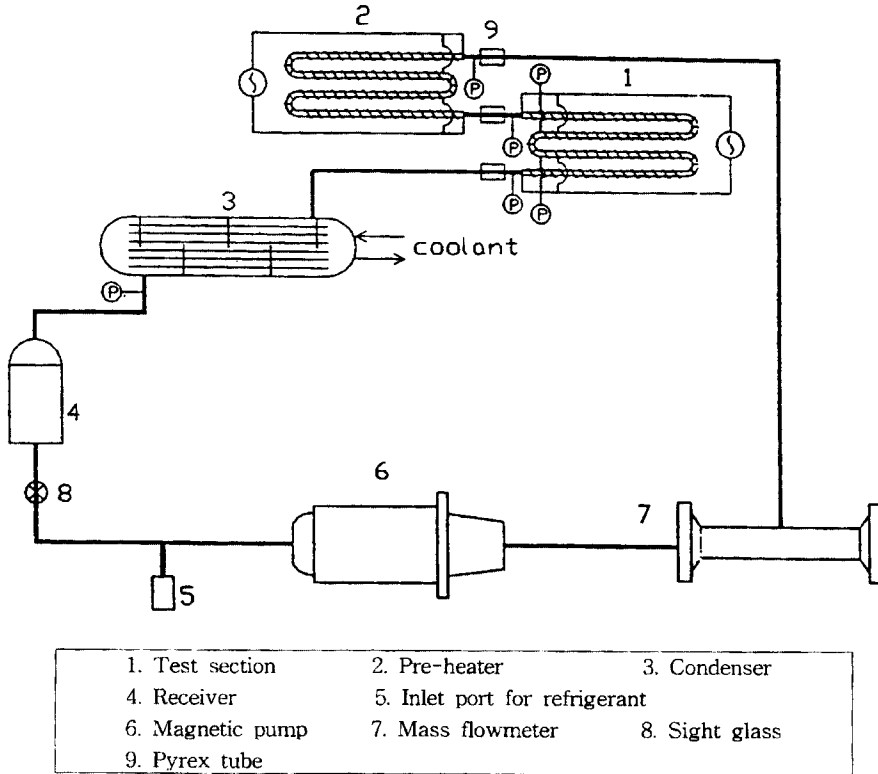 2
9
P
P
1
P
P
P
3
coolant
P
4
8
6
7
5
1. Test section 2. Pre-heater 3. Condenser
4. Receiver 5. Inlet port for refrigerant
6. Magnetic pump 7. Mass flowmeter 8. Sight glass
9. Pyrex tube